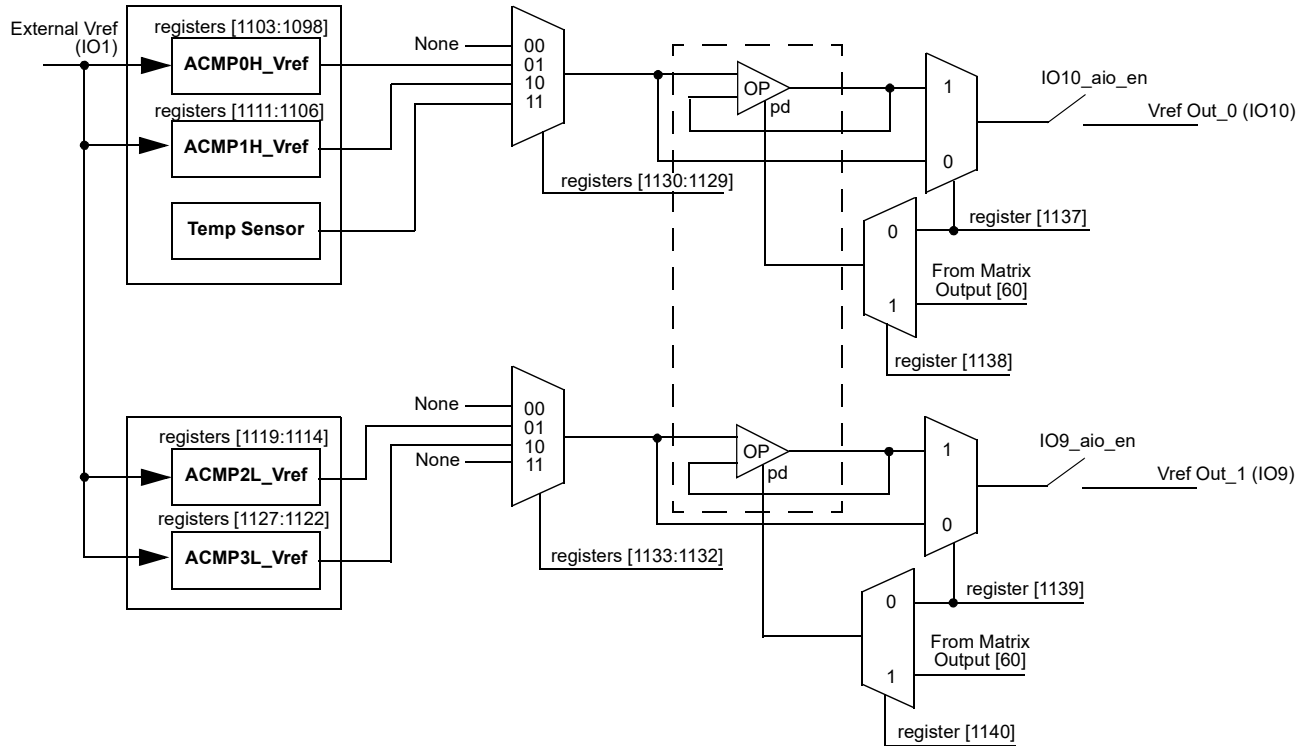 External Vref
(IO1)
registers [1103:1098]
ACMP0H_Vref
registers [1111:1106]
ACMP1H_Vref
Temp Sensor
None
00
01
10
11
registers [1130:1129]
OP
pd
1
0
IO10_aio_en
Vref Out_0 (IO10)
register [1137]
0
From Matrix
Output [60]
1
register [1138]
registers [1119:1114]
ACMP2L_Vref
registers [1127:1122]
ACMP3L_Vref
None
None
00
01
10
11
registers [1133:1132]
OP
pd
1
0
IO9_aio_en
Vref Out_1 (IO9)
register [1139]
0
From Matrix
Output [60]
1
register [1140]